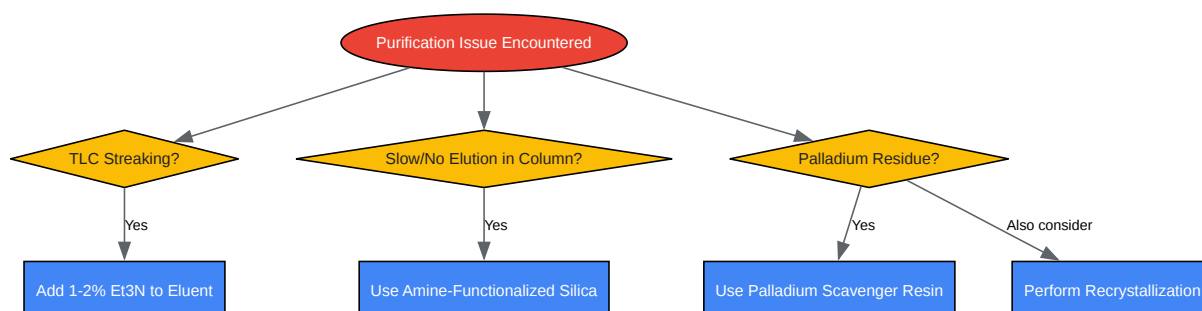 Purification Issue Encountered
TLC Streaking?
Slow/No Elution in Column?
Palladium Residue?
Yes
Yes
Yes
Also consider
Add 1-2% Et3N to Eluent
Use Amine-Functionalized Silica
Use Palladium Scavenger Resin
Perform Recrystallization